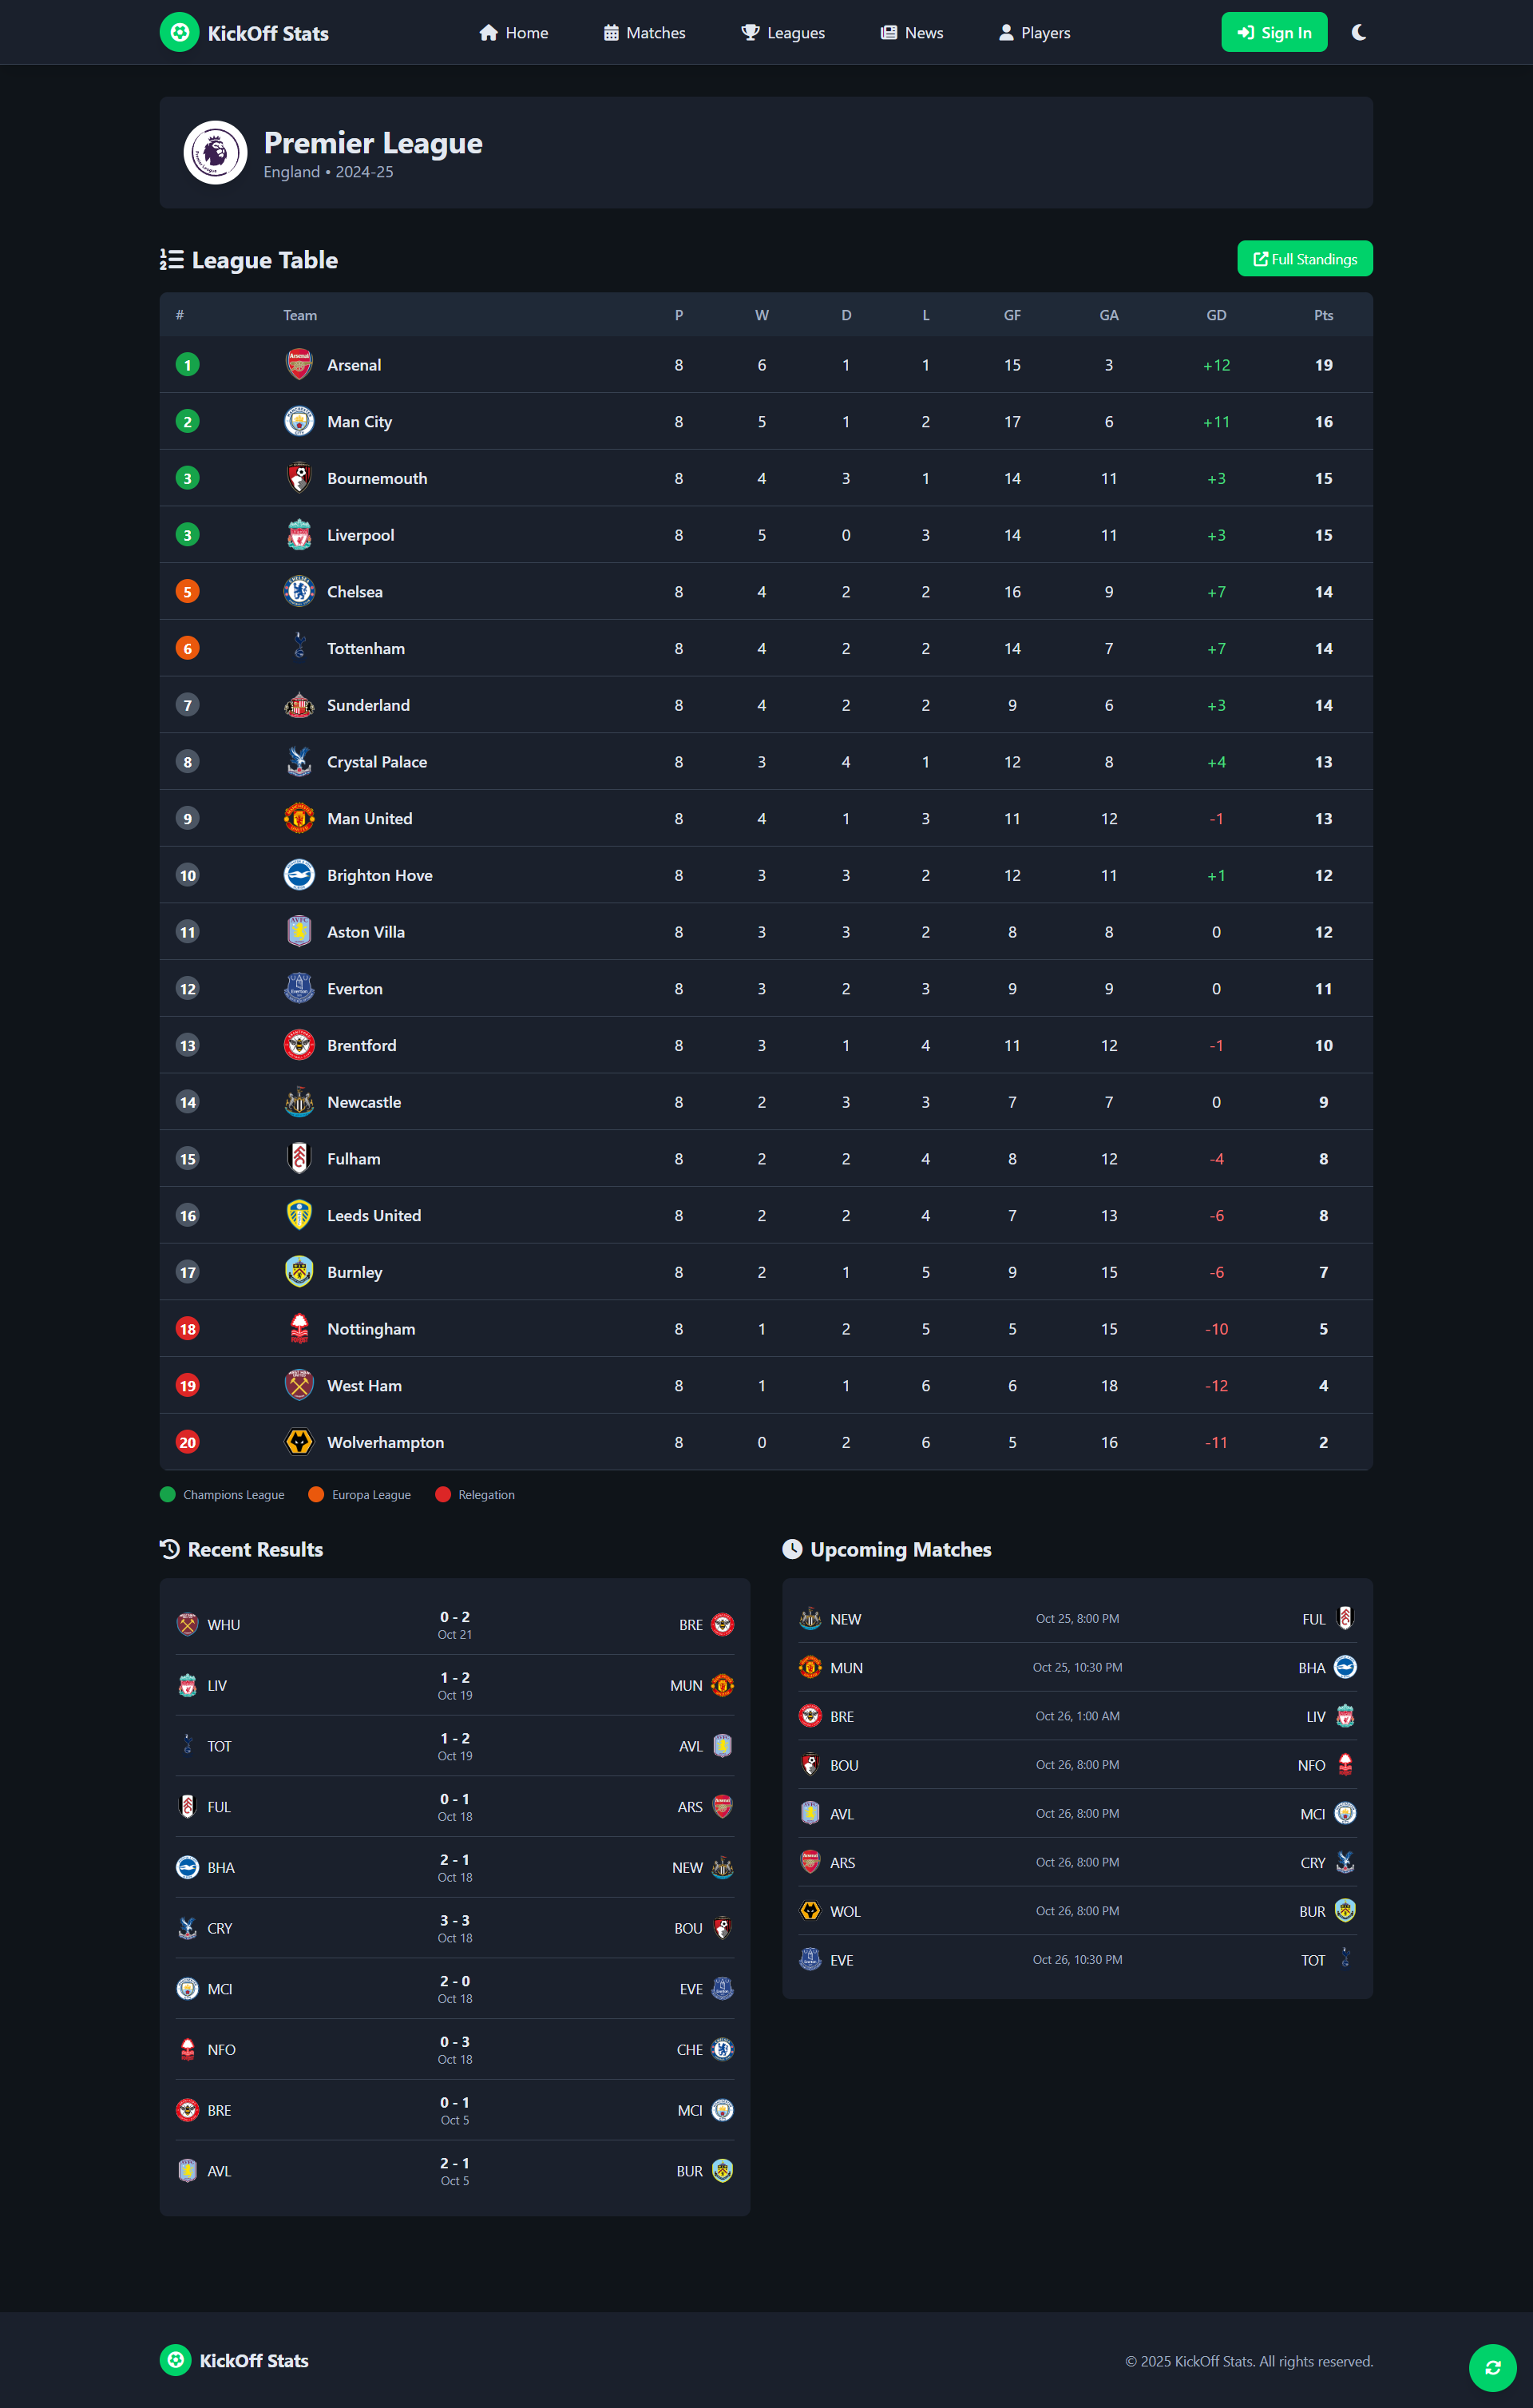 KickOff Stats Home Matches Leagues News Players Sign In
Premier League
England • 2024-25
League Table Full Standings
# Team P W D L GF GA GD Pts
1 Arsenal 8 6 1 1 15 3 +12 19
2 Man City 8 5 1 2 17 6 +11 16
3 Bournemouth 8 4 3 1 14 11 +3 15
3 Liverpool 8 5 0 3 14 11 +3 15
5 Chelsea 8 4 2 2 16 9 +7 14
6 Tottenham 8 4 2 2 14 7 +7 14
7 Sunderland 8 4 2 2 9 6 +3 14
8 Crystal Palace 8 3 4 1 12 8 +4 13
9 Man United 8 4 1 3 11 12 -1 13
10 Brighton Hove 8 3 3 2 12 11 +1 12
11 Aston Villa 8 3 3 2 8 8 0 12
12 Everton 8 3 2 3 9 9 0 11
13 Brentford 8 3 1 4 11 12 -1 10
14 Newcastle 8 2 3 3 7 7 0 9
15 Fulham 8 2 2 4 8 12 -4 8
16 Leeds United 8 2 2 4 7 13 -6 8
17 Burnley 8 2 1 5 9 15 -6 7
18 Nottingham 8 1 2 5 5 15 -10 5
19 West Ham 8 1 1 6 6 18 -12 4
20 Wolverhampton 8 0 2 6 5 16 -11 2
Champions League Europa League Relegation
Recent Results
WHU 0 - 2 BRE
Oct 21
LIV 1 - 2 MUN
Oct 19
TOT 1 - 2 AVL
Oct 19
FUL 0 - 1 ARS
Oct 18
BHA 2 - 1 NEW
Oct 18
CRY 3 - 3 BOU
Oct 18
MCI 2 - 0 EVE
Oct 18
NFO 0 - 3 CHE
Oct 18
BRE 0 - 1 MCI
Oct 5
AVL 2 - 1 BUR
Oct 5
Upcoming Matches
NEW Oct 25, 8:00 PM FUL
MUN Oct 25, 10:30 PM BHA
BRE Oct 26, 1:00 AM LIV
BOU Oct 26, 8:00 PM NFO
AVL Oct 26, 8:00 PM MCI
ARS Oct 26, 8:00 PM CRY
WOL Oct 26, 8:00 PM BUR
EVE Oct 26, 10:30 PM TOT
KickOff Stats © 2025 KickOff Stats. All rights reserved.